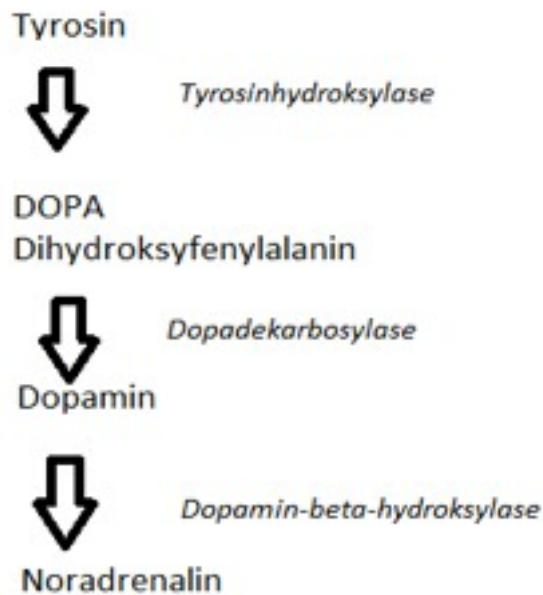 Tyrosin
Tyrosinhydroksylase
DOPA
Dihydroksyfenylalanin
Dopadekarbosylase
Dopamin
Dopamin-beta-hydroksylase
Noradrenalin